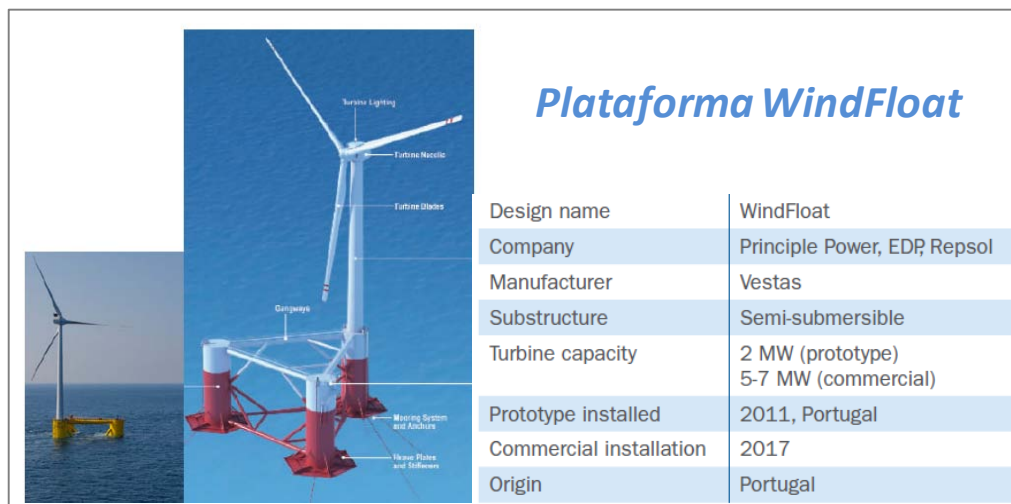 Plataforma WindFloat
Turbine Lighting
Turbine Nacelle
Turbine Blades
Gangways
Mooring System
and Anchors
Heave Plates
and Stiffeners
Design name WindFloat
Company Principle Power, EDP, Repsol
Manufacturer Vestas
Substructure Semi-submersible
Turbine capacity 2 MW (prototype)
5-7 MW (commercial)
Prototype installed 2011, Portugal
Commercial installation 2017
Origin Portugal